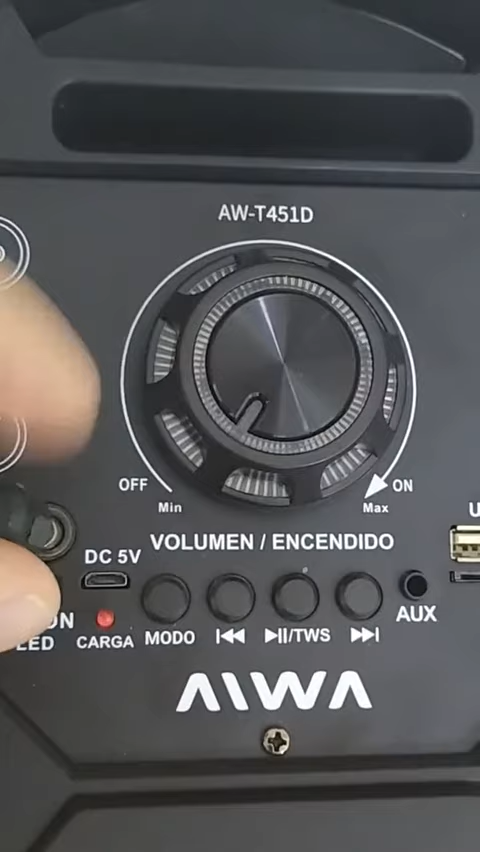 AW-T451D
OFF
ON
Min
Max
VOLUMEN / ENCENDIDO
DC 5V
AUX
LED
CARGA
MODO
/TWS
AIWA